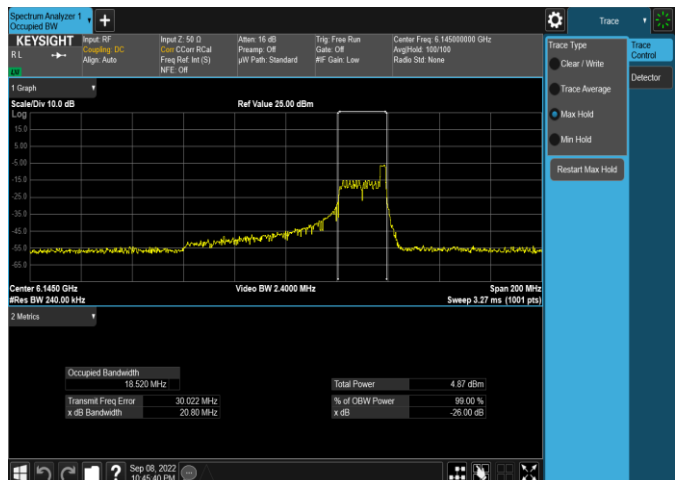 Spectrum Analyzer 1
Occupied BW
Trace
KEYSIGHT
R L
LW
Input: RF
Coupling: DC
Align: Auto
Input Z: 50 Ω
Corr CCorr RCal
Freq Ref: Int (S)
NFE: Off
Atten: 16 dB
Preamp: Off
µW Path: Standard
Trig: Free Run
Gate: Off
#IF Gain: Low
Center Freq: 6.145000000 GHz
Avg|Hold: 100/100
Radio Std: None
Trace Type
Clear / Write
Trace Average
Max Hold
Min Hold
Restart Max Hold
Trace
Control
Detector
1 Graph
Scale/Div 10.0 dB
Ref Value 25.00 dBm
Log
15.0
5.00
-5.00
-15.0
-25.0
-35.0
-45.0
-55.0
-65.0
Center 6.1450 GHz
Video BW 2.4000 MHz
Span 200 MHz
#Res BW 240.00 kHz
Sweep 3.27 ms (1001 pts)
2 Metrics
Occupied Bandwidth
18.520 MHz
Total Power 4.87 dBm
Transmit Freq Error 30.022 MHz
% of OBW Power 99.00 %
x dB Bandwidth 20.80 MHz
x dB -26.00 dB
Sep 08, 2022
10:45:40 PM